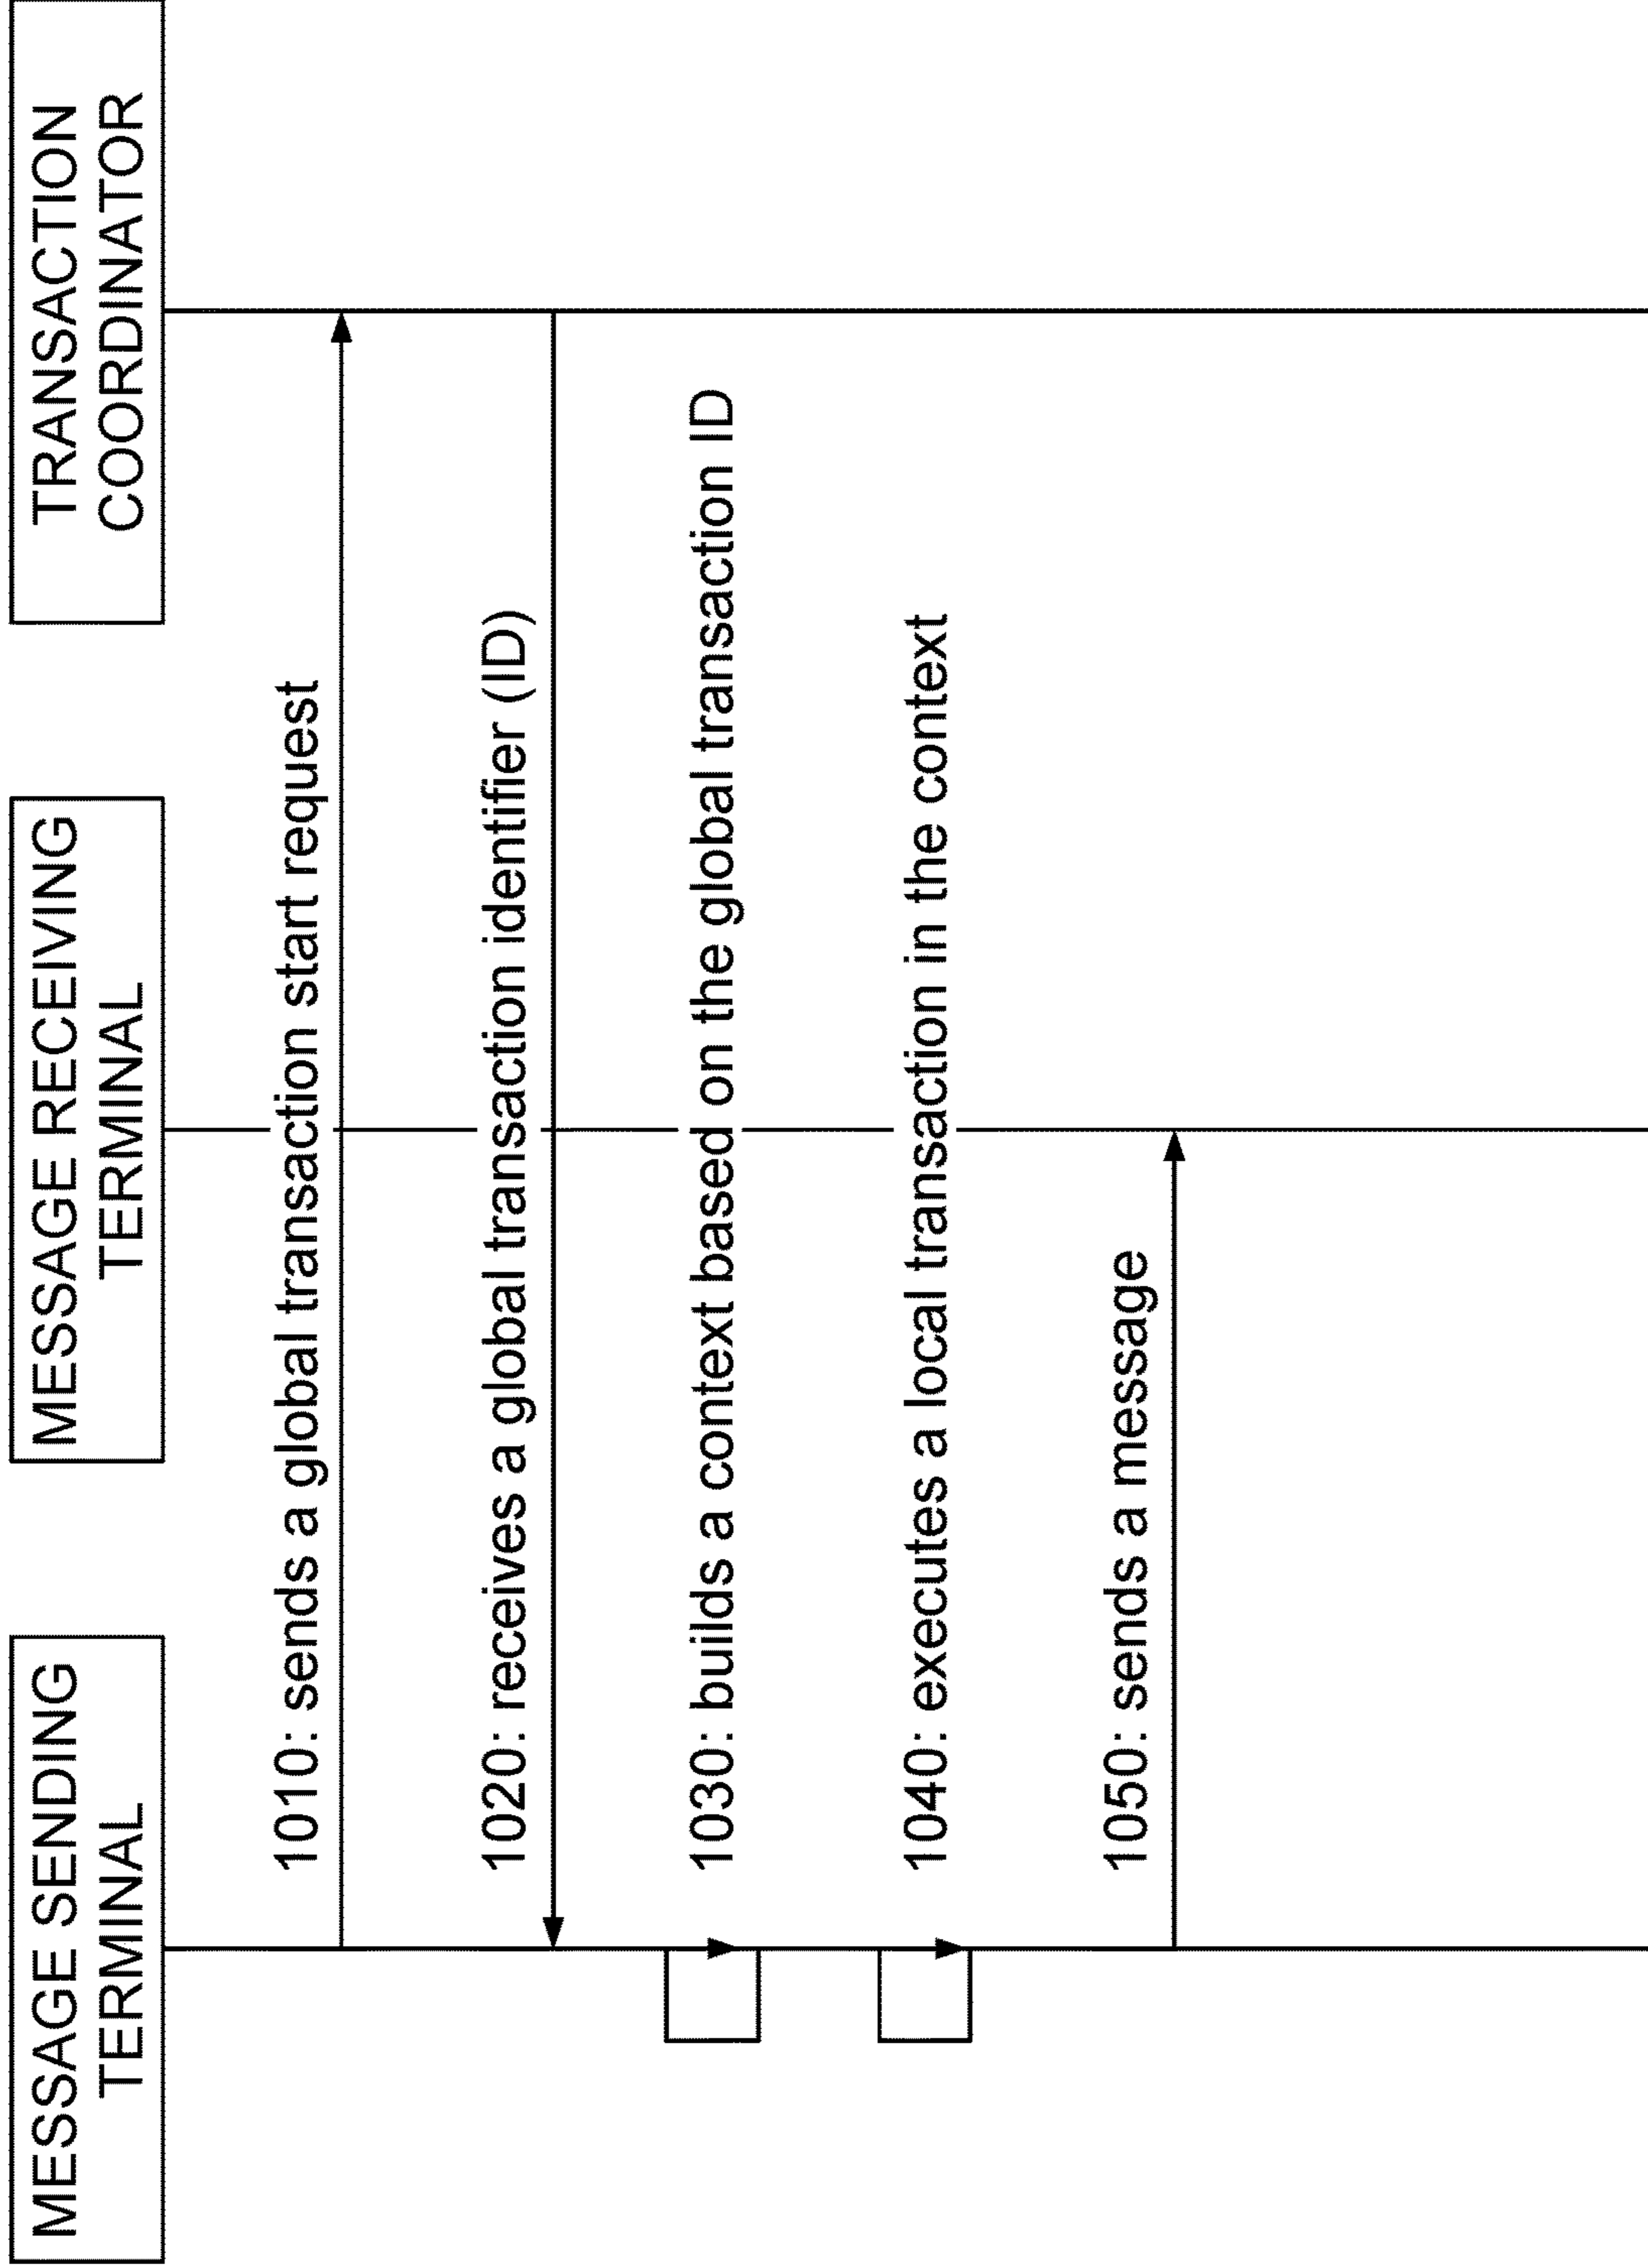 MESSAGE SENDING
TERMINAL
MESSAGE RECEIVING
TERMINAL
TRANSACTION
COORDINATOR
1010: sends a global transaction start request
1020: receives a global transaction identifier (ID)
1030: builds a context based on the global transaction ID
1040: executes a local transaction in the context
1050: sends a message